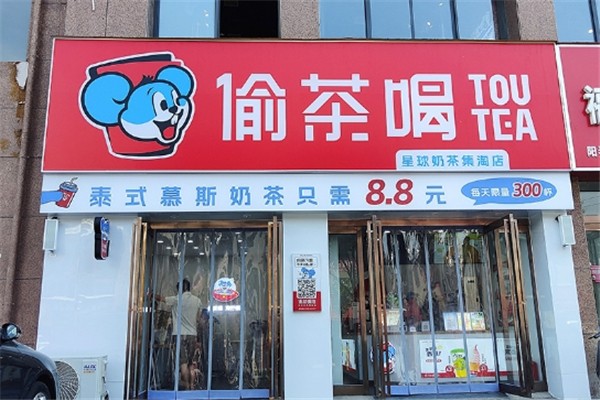 偷茶喝
TOU
TEA
星球奶茶集淘店
泰式慕斯奶茶只需8.8元
每天限量300杯